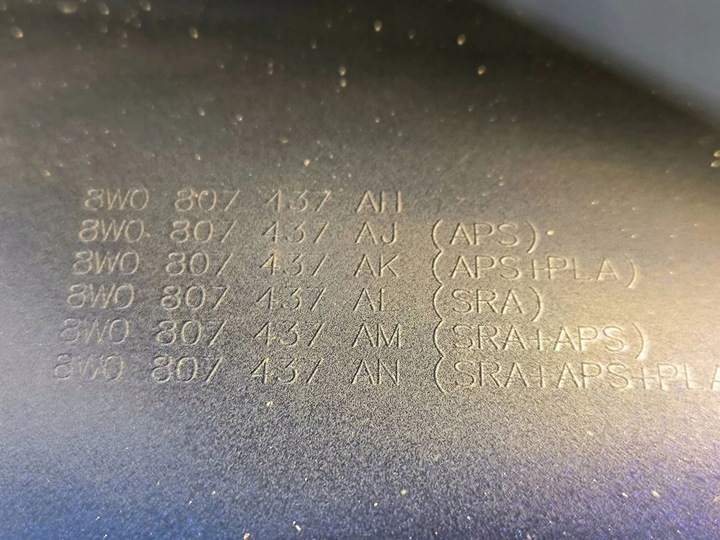 8W0 807 437 AH
8W0 807 437 AJ (APS)
8W0 807 437 AK (APS+PLA)
8W0 807 437 AL (SRA)
8W0 807 437 AM (SRA+APS)
8W0 807 437 AN (SRA+APS+PLA